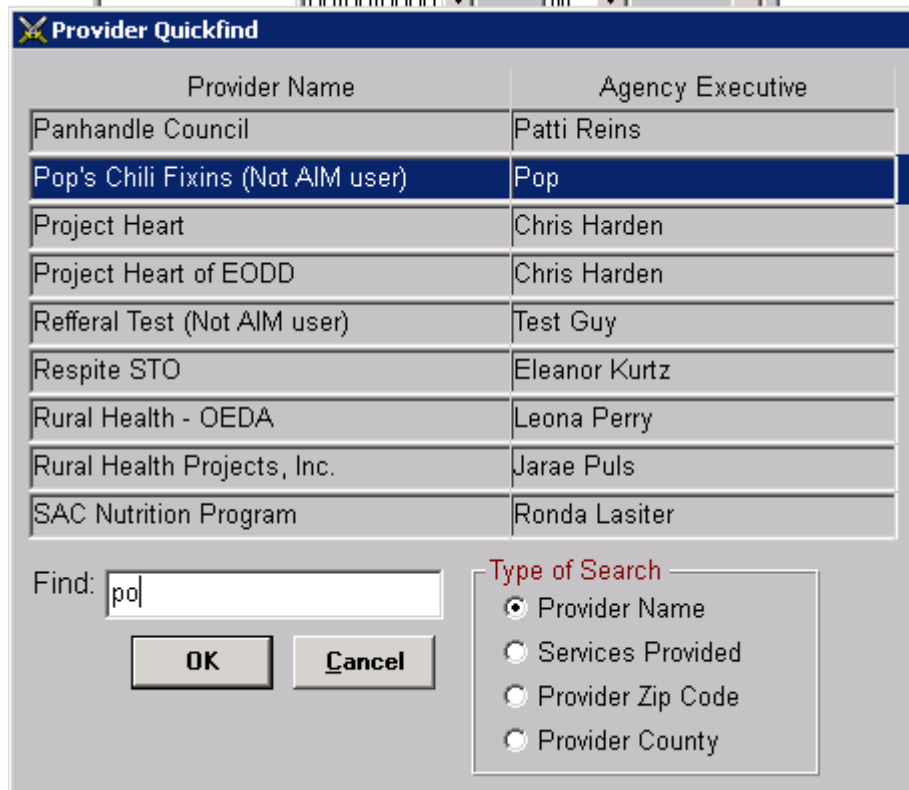 Provider Quickfind
Provider Name Agency Executive
Panhandle Council Patti Reins
Pop's Chili Fixins (Not AIM user) Pop
Project Heart Chris Harden
Project Heart of EODD Chris Harden
Refferal Test (Not AIM user) Test Guy
Respite STO Eleanor Kurtz
Rural Health - OEDA Leona Perry
Rural Health Projects, Inc. Jarae Puls
SAC Nutrition Program Ronda Lasiter
Find: po
OK Cancel
Type of Search
Provider Name
Services Provided
Provider Zip Code
Provider County